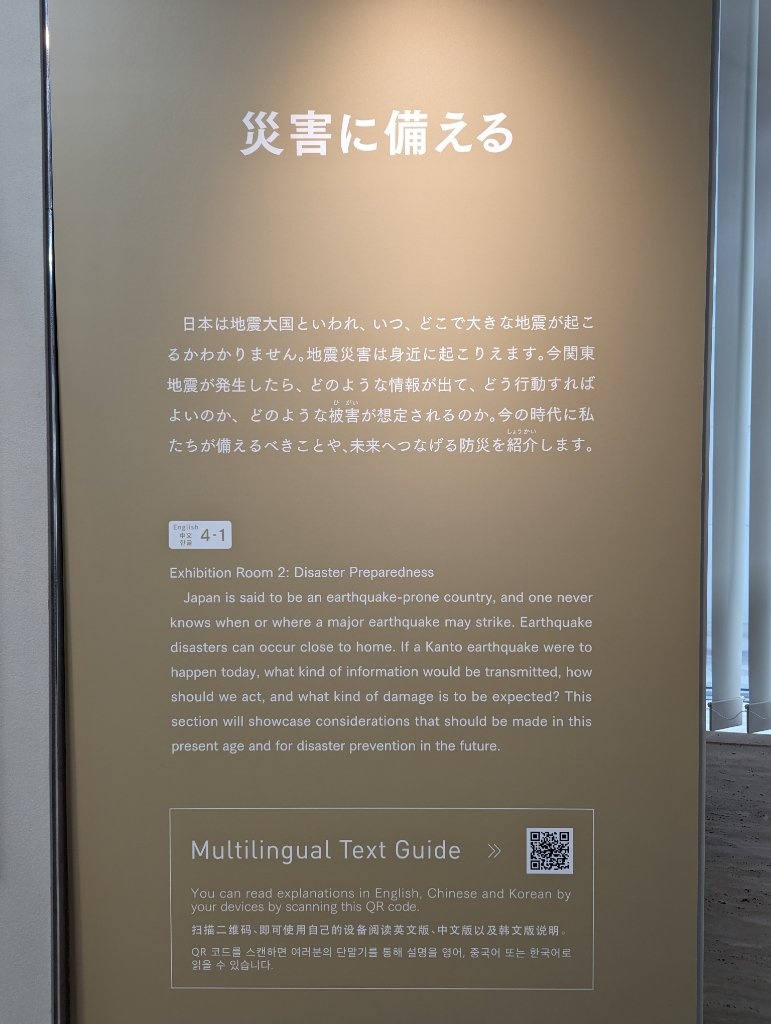 災害に備える
日本は地震大国といわれ、いつ、どこで大きな地震が起こ
るかわかりません。地震災害は身近に起こりえます。今関東
地震が発生したら、どのような情報が出て、どう行動すれば
ひ がい
よいのか、どのような被害が想定されるのか。今の時代に私
しょうかい
たちが備えるべきことや、未来へつなげる防災を紹介します。
English
中文
한글
4-1
Exhibition Room 2: Disaster Preparedness
Japan is said to be an earthquake-prone country, and one never
knows when or where a major earthquake may strike. Earthquake
disasters can occur close to home. If a Kanto earthquake were to
happen today, what kind of information would be transmitted, how
should we act, and what kind of damage is to be expected? This
section will showcase considerations that should be made in this
present age and for disaster prevention in the future.
Multilingual Text Guide »
You can read explanations in English, Chinese and Korean by
your devices by scanning this QR code.
扫描二维码、即可使用自己的设备阅读英文版、中文版以及韩文版说明。
QR 코드를 스캔하면 여러분의 단말기를 통해 설명을 영어, 중국어 또는 한국어로
읽을 수 있습니다.